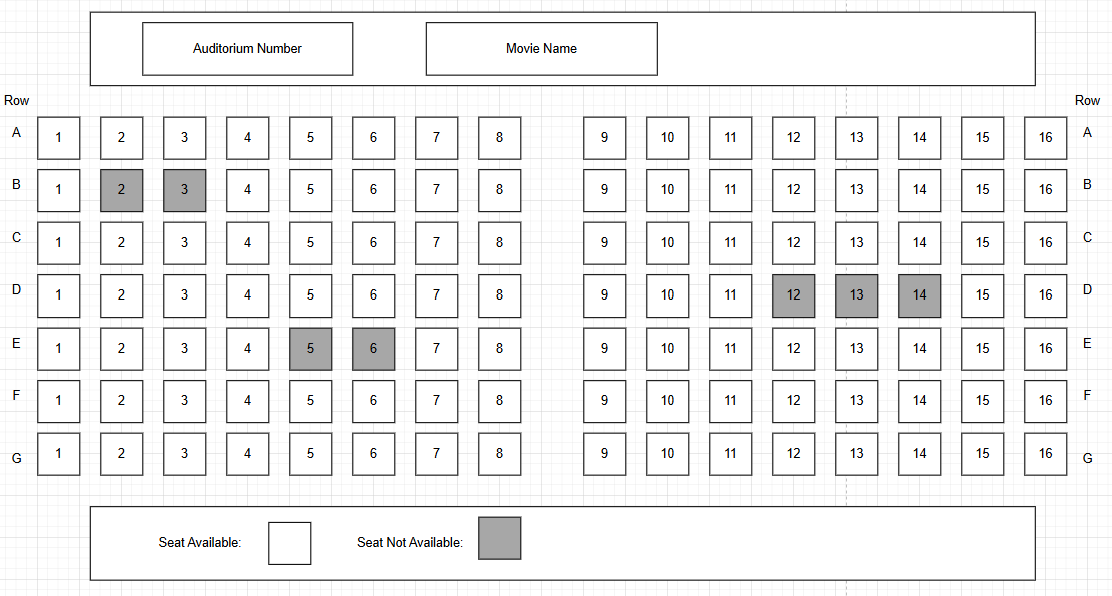 Auditorium Number Movie Name
Row Row
A 1 2 3 4 5 6 7 8 9 10 11 12 13 14 15 16 A
B 1 2 3 4 5 6 7 8 9 10 11 12 13 14 15 16 B
C 1 2 3 4 5 6 7 8 9 10 11 12 13 14 15 16 C
D 1 2 3 4 5 6 7 8 9 10 11 12 13 14 15 16 D
E 1 2 3 4 5 6 7 8 9 10 11 12 13 14 15 16 E
F 1 2 3 4 5 6 7 8 9 10 11 12 13 14 15 16 F
G 1 2 3 4 5 6 7 8 9 10 11 12 13 14 15 16 G
Seat Available: Seat Not Available: